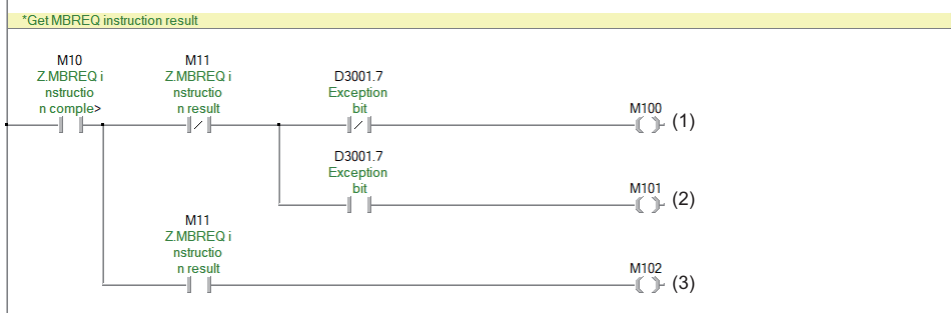 *Get MBREQ instruction result
M10
Z.MBREQ i
nstructio
n comple>
M11
Z.MBREQ i
nstructio
n result
D3001.7
Exception
bit
M100
(1)
D3001.7
Exception
bit
M101
(2)
M11
Z.MBREQ i
nstructio
n result
M102
(3)